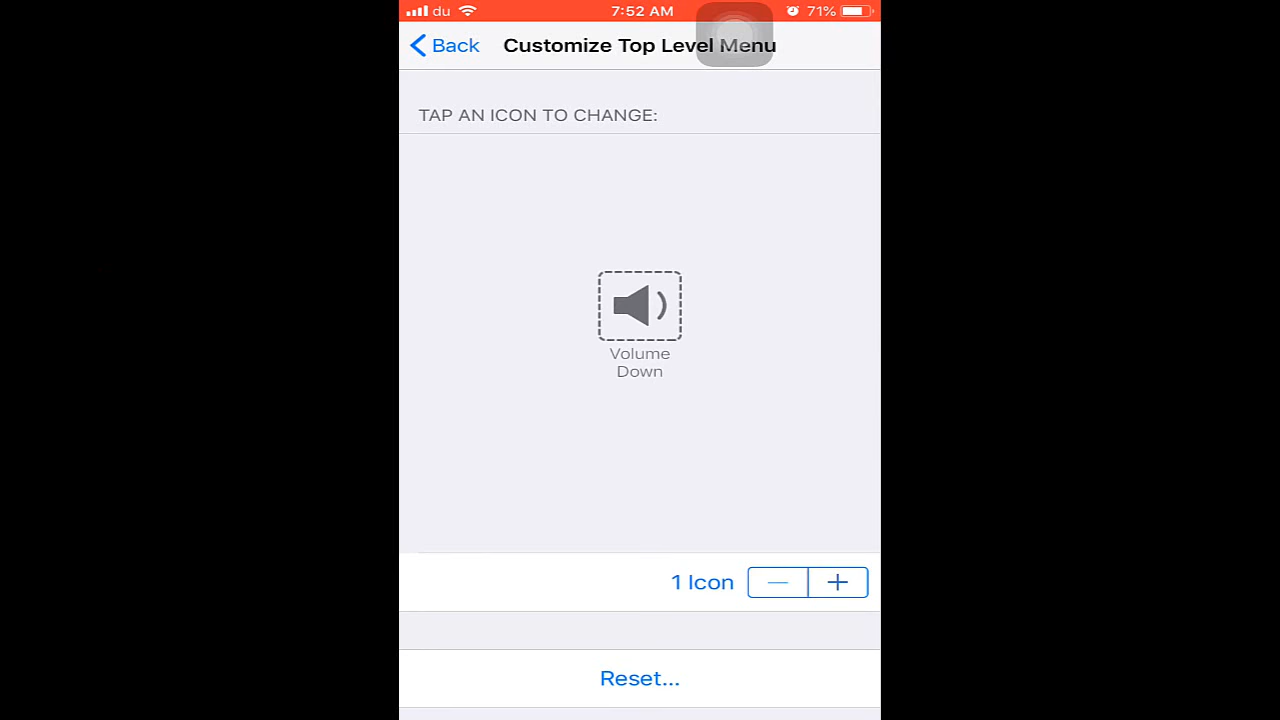 du 7:52 AM 71%
Back Customize Top Level Menu
TAP AN ICON TO CHANGE:
Volume
Down
1 Icon
Reset...